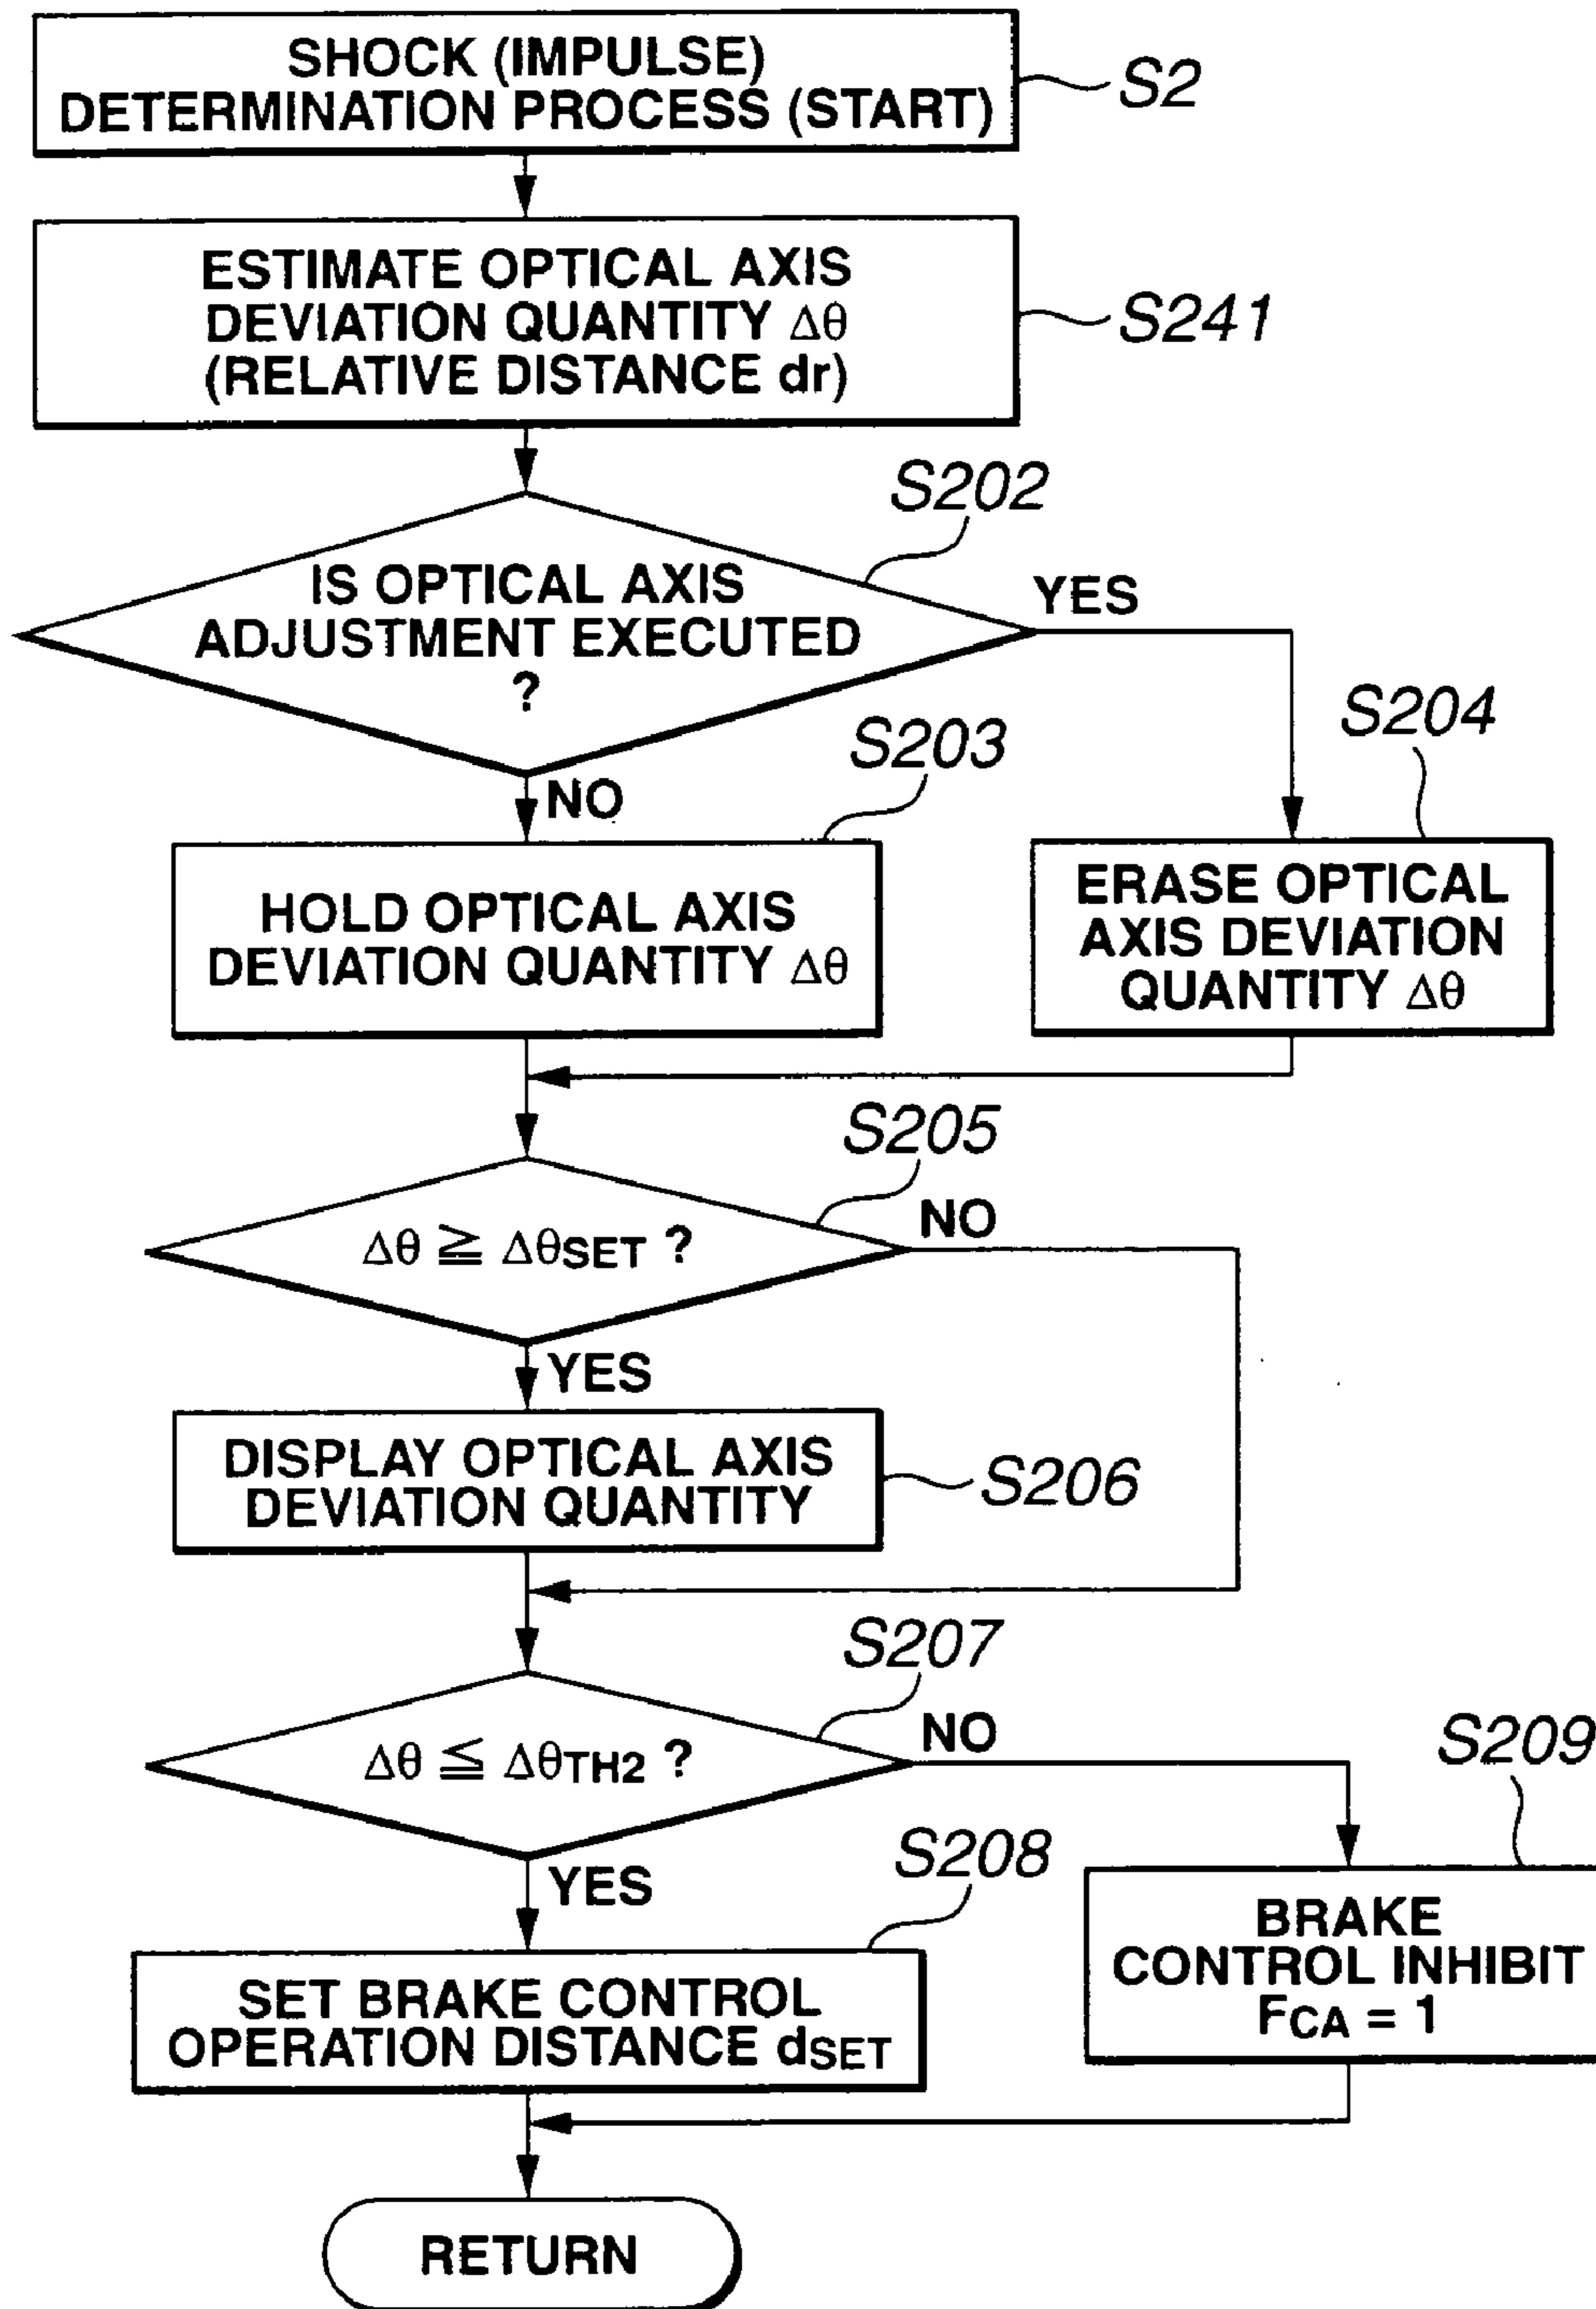 SHOCK (IMPULSE)
DETERMINATION PROCESS (START)
S2
ESTIMATE OPTICAL AXIS
DEVIATION QUANTITY Δθ
(RELATIVE DISTANCE dr)
S241
S202
IS OPTICAL AXIS
ADJUSTMENT EXECUTED
?
YES
NO
S203
S204
HOLD OPTICAL AXIS
DEVIATION QUANTITY Δθ
ERASE OPTICAL
AXIS DEVIATION
QUANTITY Δθ
S205
Δθ ≧ ΔθSET ?
NO
YES
DISPLAY OPTICAL AXIS
DEVIATION QUANTITY
S206
S207
Δθ ≦ ΔθTH2 ?
NO
YES
S208
S209
SET BRAKE CONTROL
OPERATION DISTANCE dSET
BRAKE
CONTROL INHIBIT
FCA = 1
RETURN